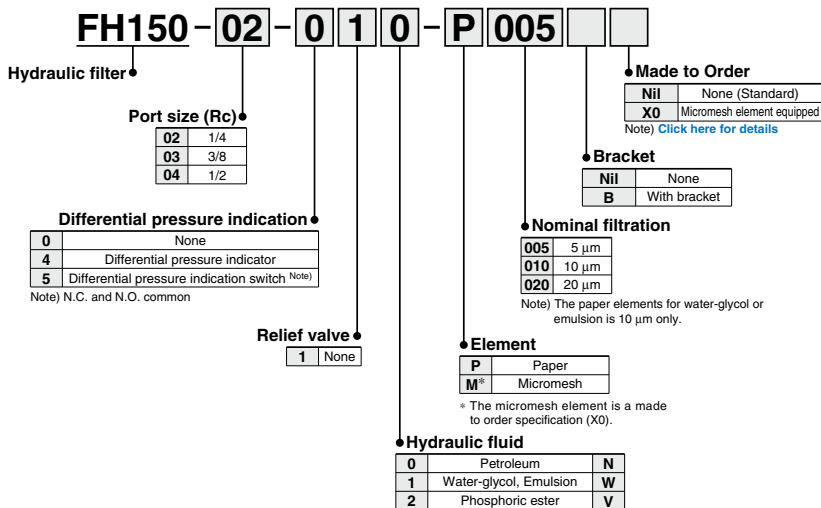 FH150-02-010-P005
Hydraulic filter
Made to Order
Nil None (Standard)
X0 Micromesh element equipped
Note) Click here for details
Port size (Rc)
02 1/4
03 3/8
04 1/2
Bracket
Nil None
B With bracket
Differential pressure indication
0 None
4 Differential pressure indicator
5 Differential pressure indication switch Note)
Note) N.C. and N.O. common
Nominal filtration
005 5 μm
010 10 μm
020 20 μm
Note) The paper elements for water-glycol or
emulsion is 10 μm only.
Relief valve
1 None
Element
P Paper
M* Micromesh
* The micromesh element is a made
to order specification (X0).
Hydraulic fluid
0 Petroleum N
1 Water-glycol, Emulsion W
2 Phosphoric ester V